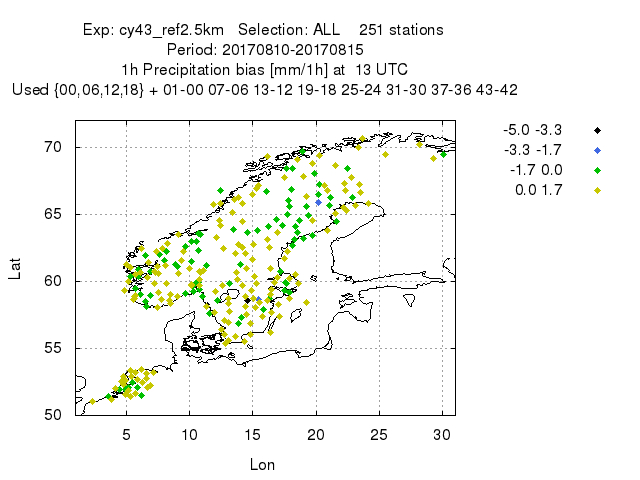 Exp: cy43_ref2.5km   Selection: ALL    251 stations
Period: 20170810-20170815
1h Precipitation bias [mm/1h] at  13 UTC
Used {00,06,12,18} + 01-00 07-06 13-12 19-18 25-24 31-30 37-36 43-42
-5.0 -3.3
-3.3 -1.7
-1.7 0.0
0.0 1.7
70
65
60
55
50
Lat
5 10 15 20 25 30
Lon